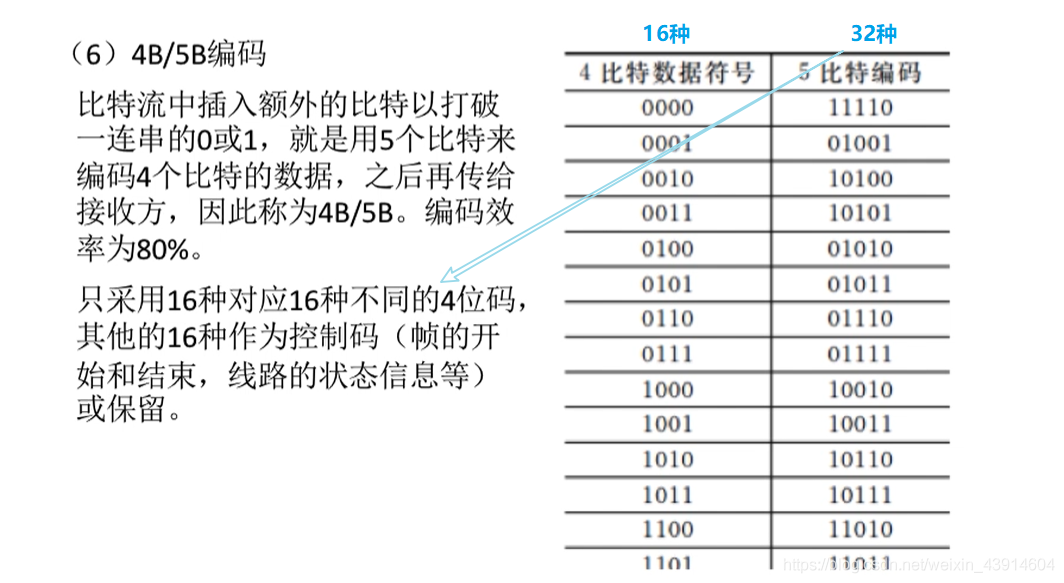 （6）4B/5B编码
比特流中插入额外的比特以打破
一连串的0或1，就是用5个比特来
编码4个比特的数据，之后再传给
接收方，因此称为4B/5B。编码效
率为80%。
只采用16种对应16种不同的4位码，
其他的16种作为控制码（帧的开
始和结束，线路的状态信息等）
或保留。
16种 32种
4 比特数据符号 5 比特编码
0000 11110
0001 01001
0010 10100
0011 10101
0100 01010
0101 01011
0110 01110
0111 01111
1000 10010
1001 10011
1010 10110
1011 10111
1100 11010
1101 11011
https://blog.csdn.net/weixin_43914604